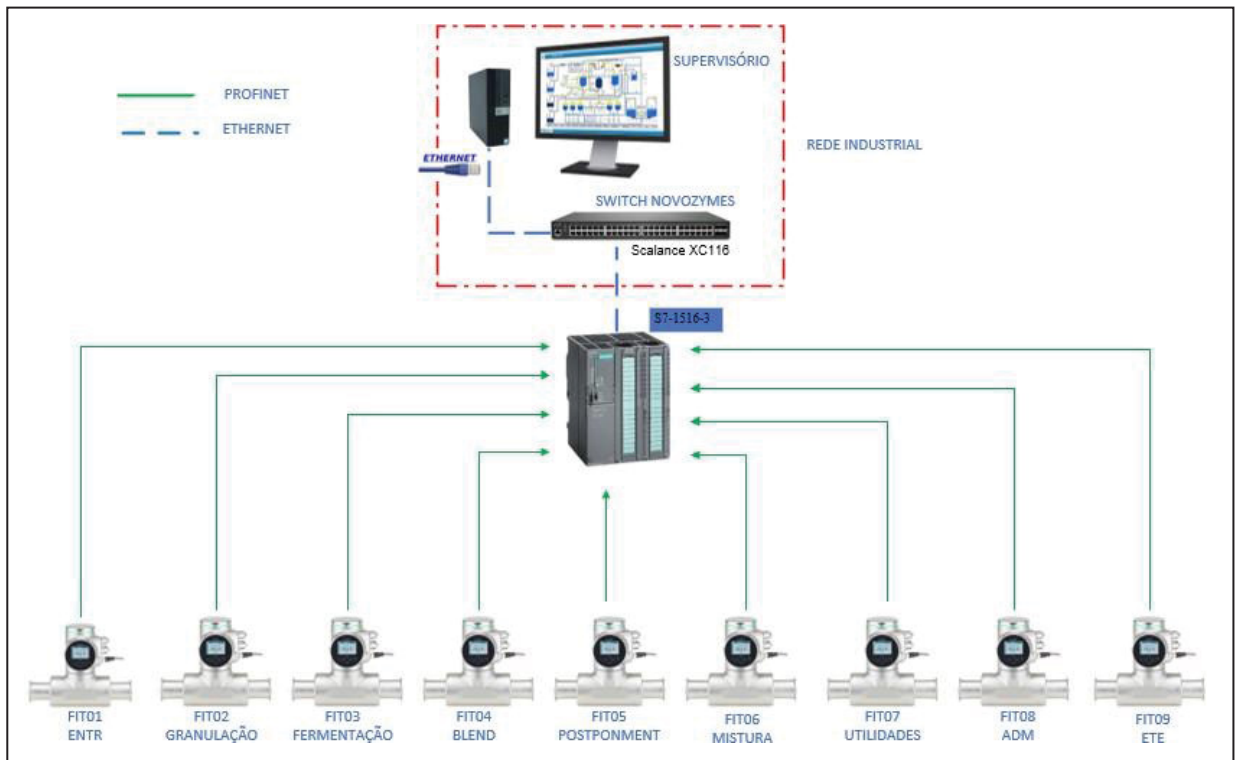 PROFINET
ETHERNET
SUPERVISÓRIO
REDE INDUSTRIAL
ETHERNET
SWITCH NOVOZYMES
Scalance XC116
S7-1516-3
FIT01
ENTR
FIT02
GRANULAÇÃO
FIT03
FERMENTAÇÃO
FIT04
BLEND
FIT05
POSTPONMENT
FIT06
MISTURA
FIT07
UTILIDADES
FIT08
ADM
FIT09
ETE